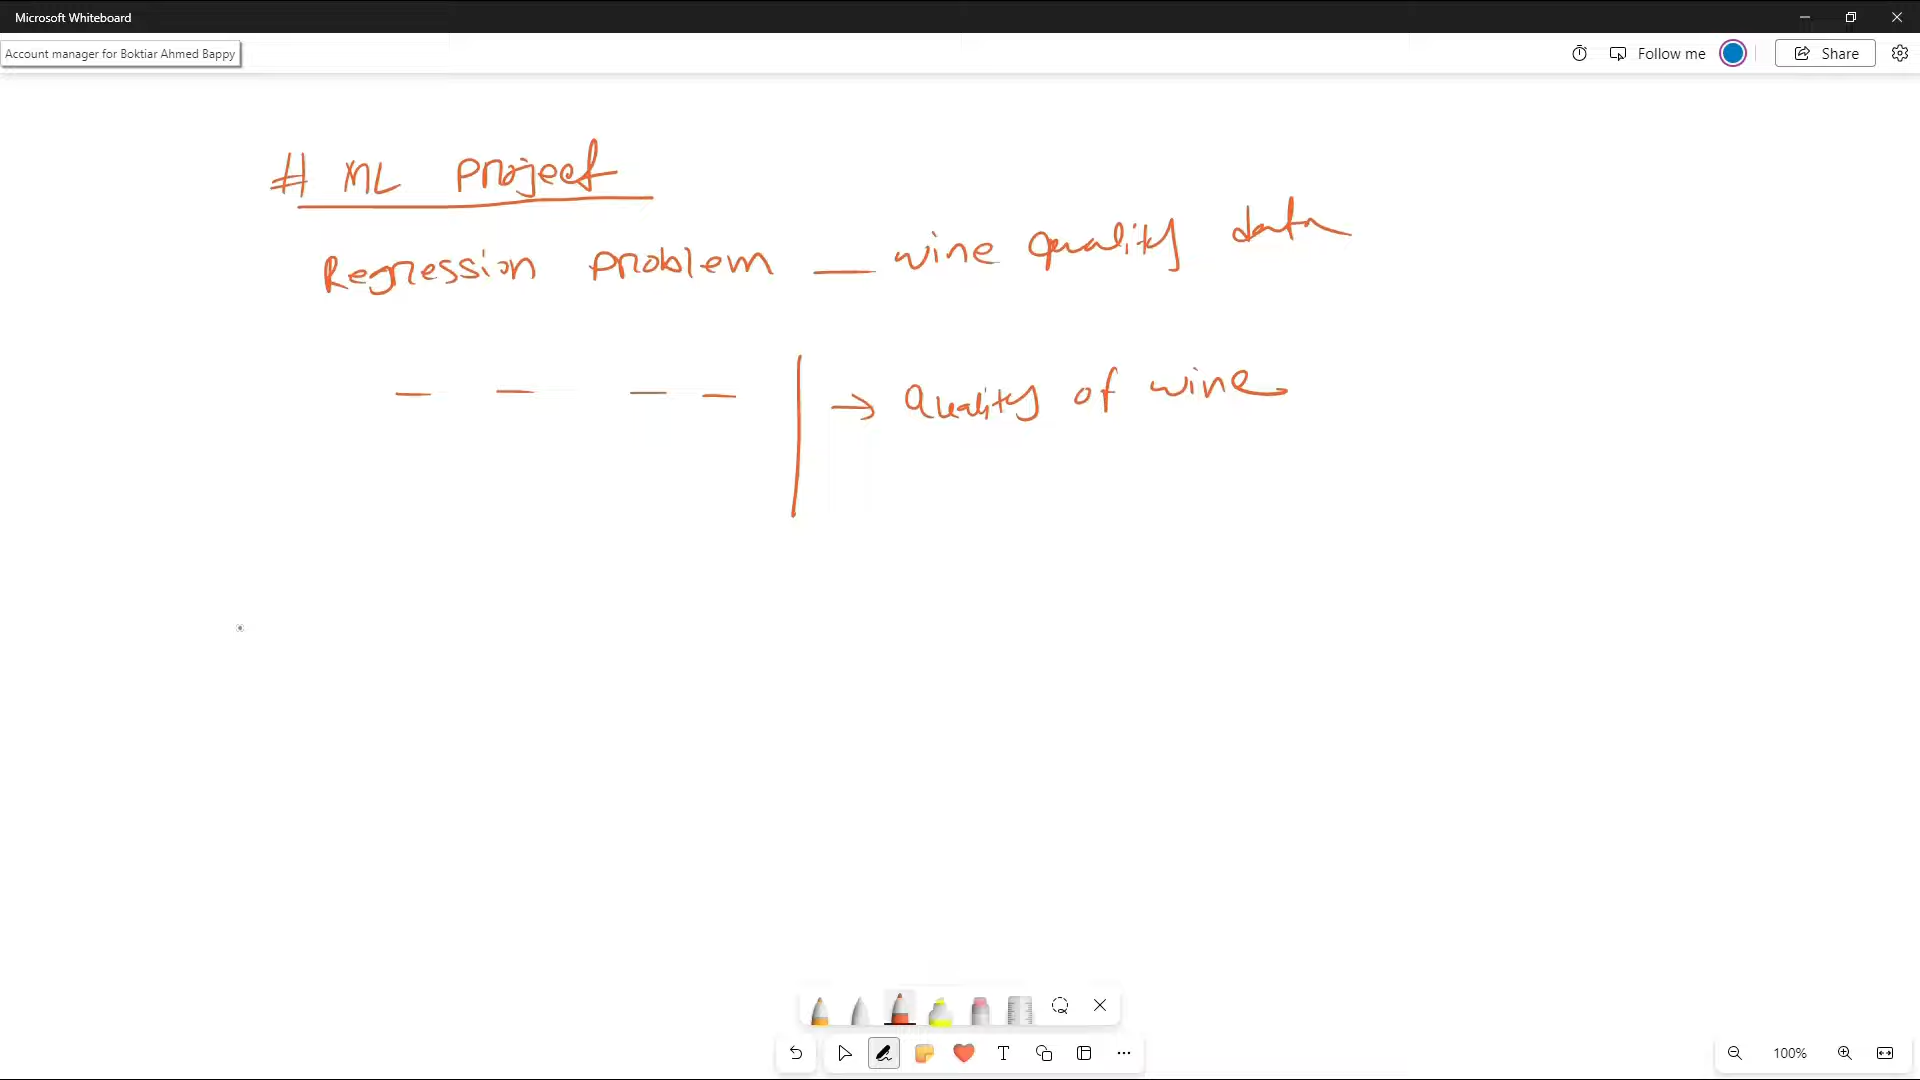 Microsoft Whiteboard
Account manager for Boktiar Ahmed Bappy
Follow me
Share
# ML project
Regression problem — wine quality data
— — — — | → Quality of wine
T
100%